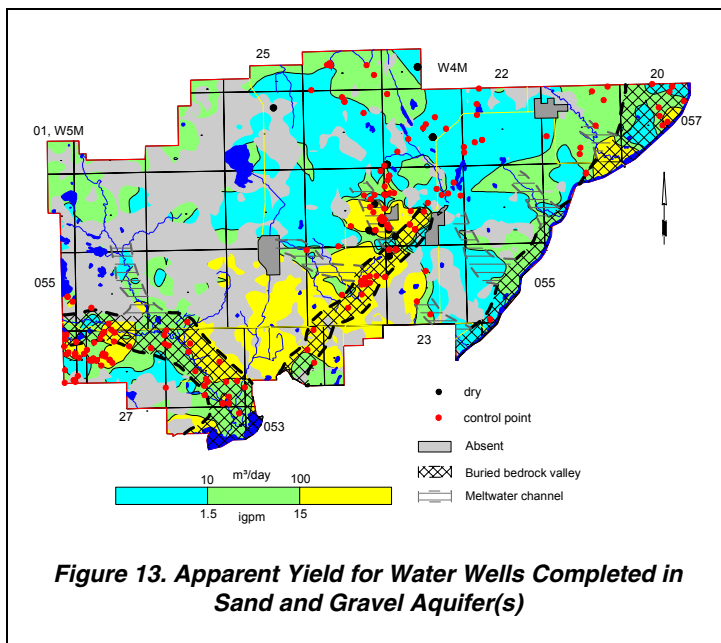 25
W4M
22
20
01, W5M
057
055
055
23
27
053
dry
control point
Absent
Buried bedrock valley
Meltwater channel
10 m³/day 100
1.5 igpm 15
Figure 13. Apparent Yield for Water Wells Completed in
Sand and Gravel Aquifer(s)